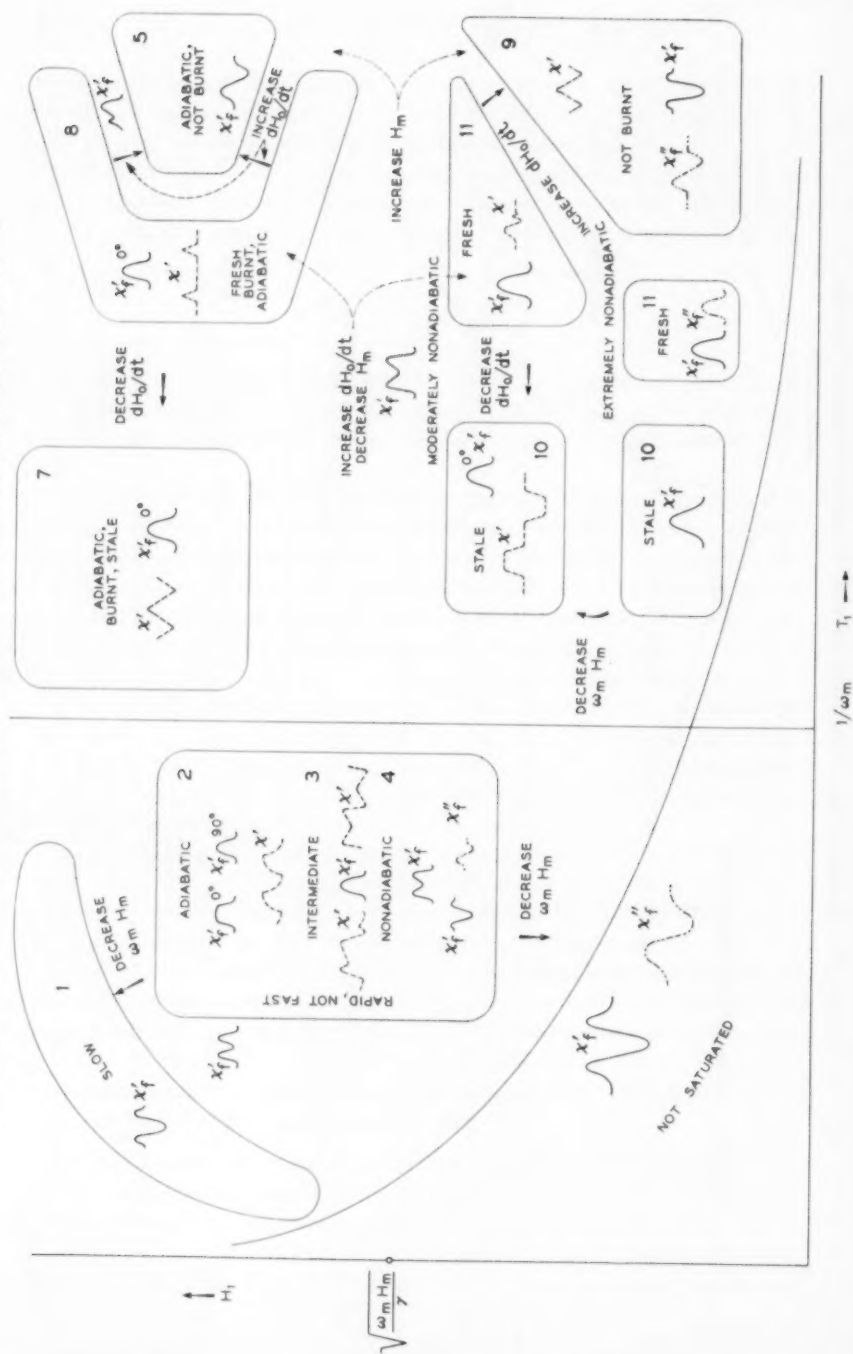 1
SLOW
χ′f
DECREASE
ωm Hm
χ′f
RAPID, NOT FAST
2
ADIABATIC
χ′f 0°
χ′f 90°
χ′
3
INTERMEDIATE
χ′
χ′f
χ′
4
NONADIABATIC
χ′f
χ′f
χ″f
DECREASE
ωm Hm
NOT SATURATED
χ′f
χ″f
7
ADIABATIC,
BURNT, STALE
χ′
χ′f 0°
DECREASE
dH0/dt
8
χ′f
χ′f 0°
χ′
FRESH
BURNT,
ADIABATIC
5
ADIABATIC,
NOT BURNT
χ′f
INCREASE
dH0/dt
INCREASE Hm
INCREASE dH0/dt
DECREASE Hm
χ′f
MODERATELY NONADIABATIC
DECREASE
dH0/dt
STALE
χ′
0°
χ′f
10
11
FRESH
χ′f
χ′
INCREASE dH0/dt
9
χ′
NOT BURNT
χ″f
χ′f
EXTREMELY NONADIABATIC
11
FRESH
χ′f
χ″f
10
STALE
χ′f
DECREASE
ωm Hm
H1
√ωm Hm/γ
1/ωm
T1